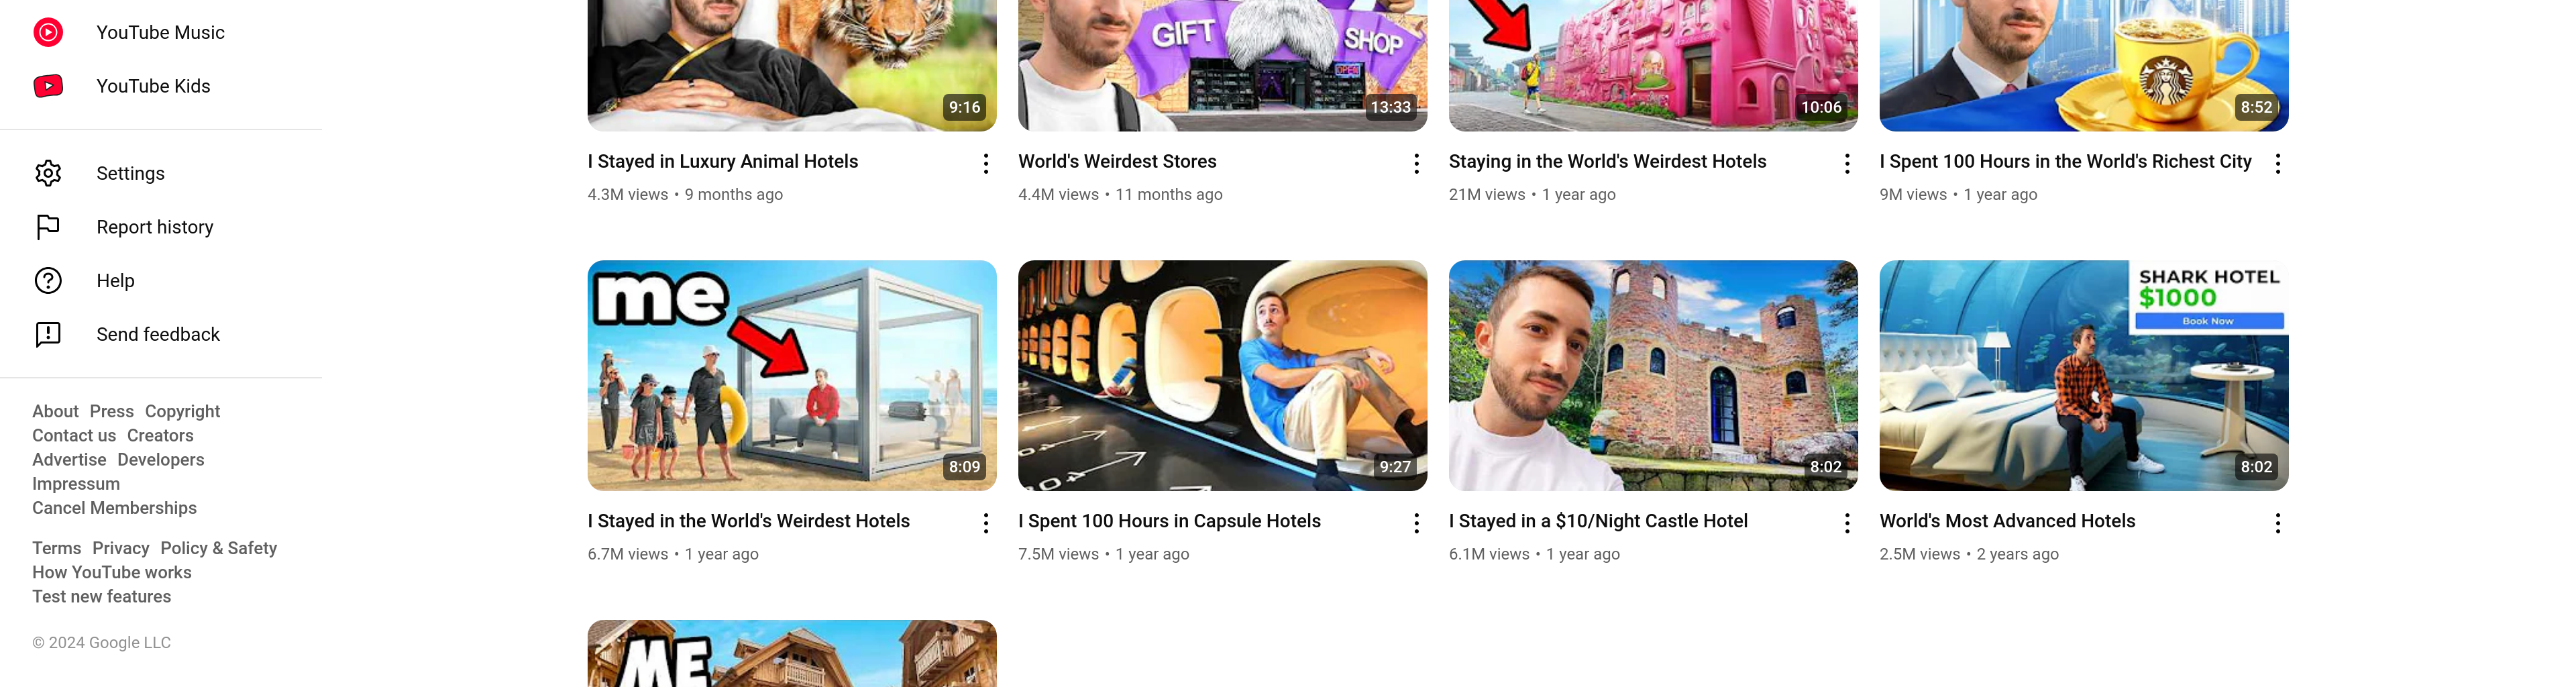 YouTube Music
YouTube Kids
Settings
Report history
Help
Send feedback
About Press Copyright
Contact us Creators
Advertise Developers
Impressum
Cancel Memberships
Terms Privacy Policy & Safety
How YouTube works
Test new features
© 2024 Google LLC
9:16
I Stayed in Luxury Animal Hotels
4.3M views • 9 months ago
GIFT SHOP
OPEN
13:33
World's Weirdest Stores
4.4M views • 11 months ago
10:06
Staying in the World's Weirdest Hotels
21M views • 1 year ago
8:52
I Spent 100 Hours in the World's Richest City
9M views • 1 year ago
me
8:09
I Stayed in the World's Weirdest Hotels
6.7M views • 1 year ago
9:27
I Spent 100 Hours in Capsule Hotels
7.5M views • 1 year ago
8:02
I Stayed in a $10/Night Castle Hotel
6.1M views • 1 year ago
SHARK HOTEL
$1000
Book Now
8:02
World's Most Advanced Hotels
2.5M views • 2 years ago
ME